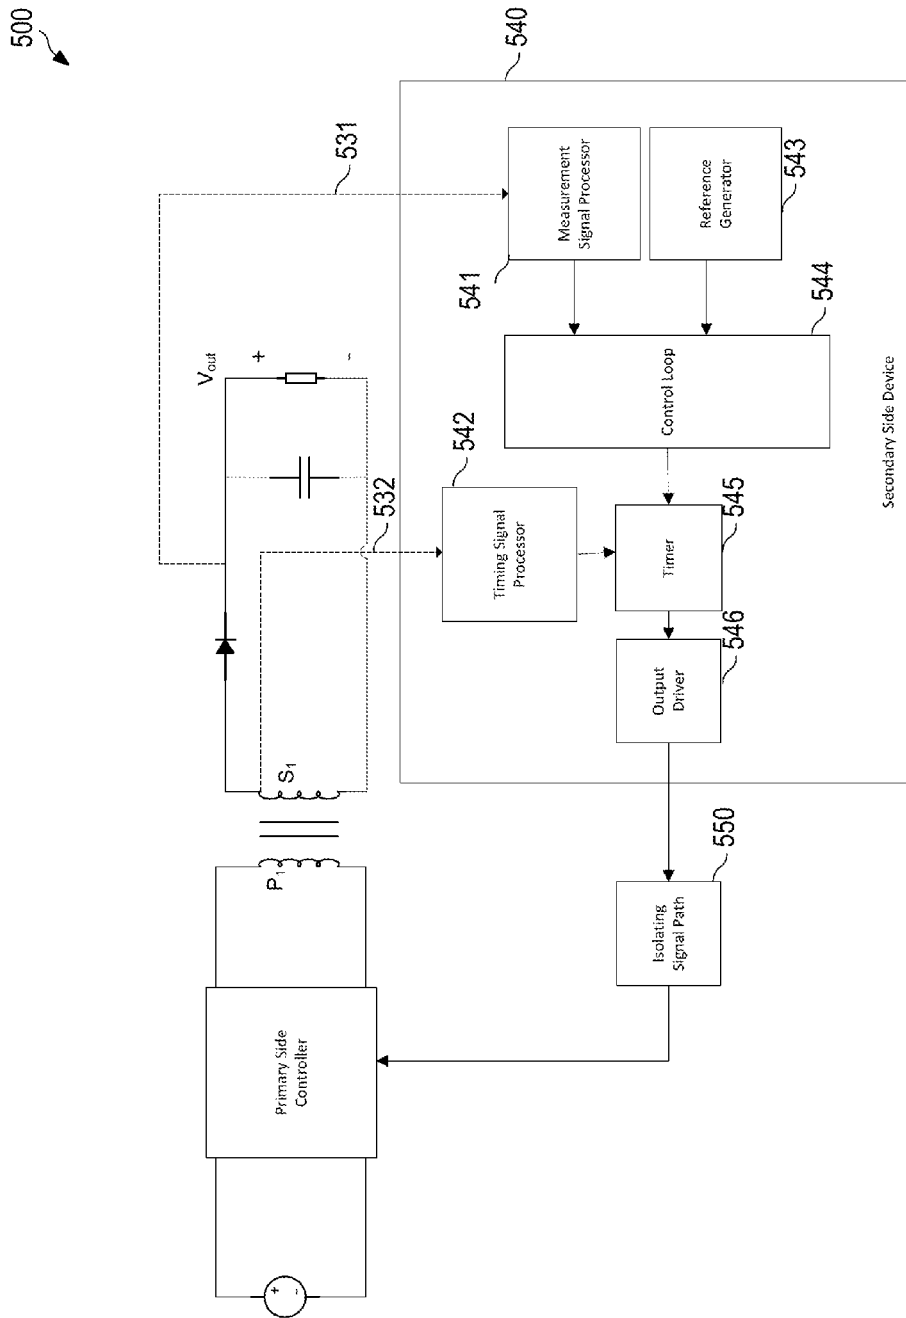 500
540
531
Measurement
Signal Processor
541
Reference
Generator
543
Control Loop
544
Vout
+
-
532
Timing Signal
Processor
542
Timer
545
Output
Driver
546
Secondary Side Device
S1
P1
Isolating
Signal Path
550
Primary Side
Controller
+
-